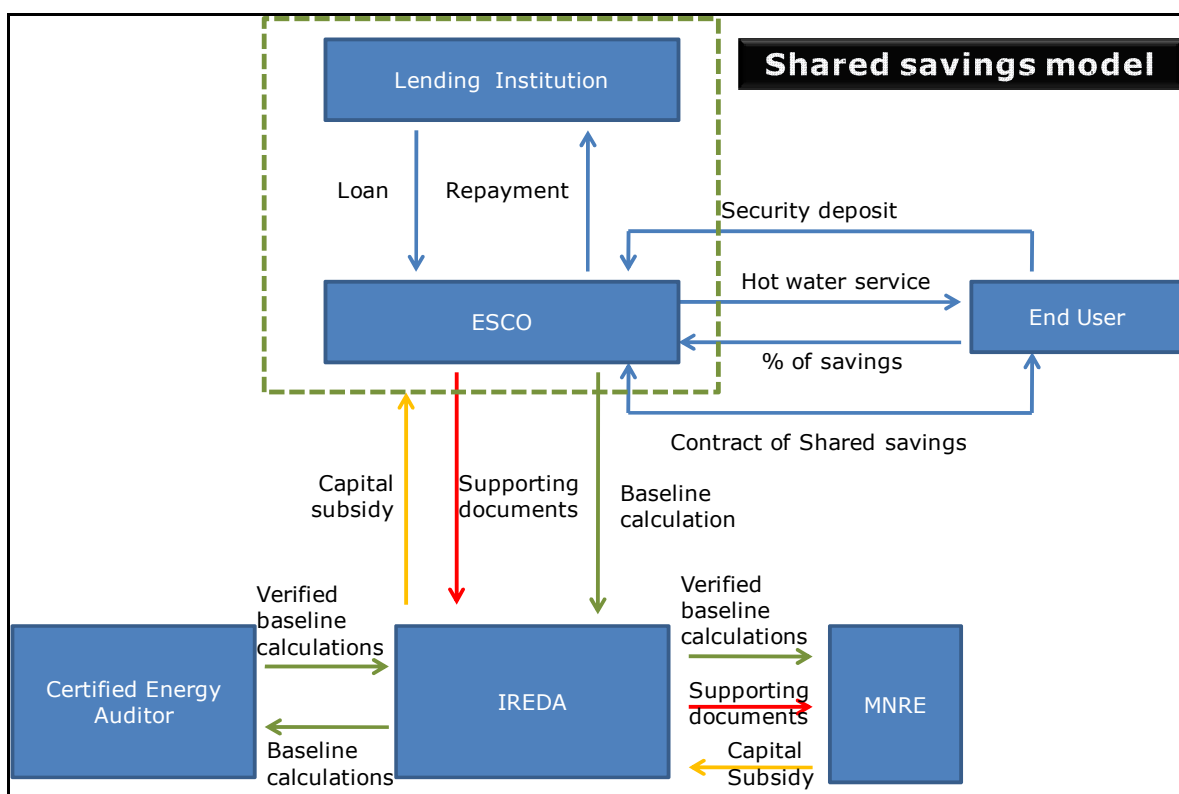 Shared savings model
Lending Institution
Loan
Repayment
Security deposit
Hot water service
ESCO
End User
% of savings
Contract of Shared savings
Capital
subsidy
Supporting
documents
Baseline
calculation
Verified
baseline
calculations
Verified
baseline
calculations
Certified Energy
Auditor
IREDA
MNRE
Supporting
documents
Baseline
calculations
Capital
Subsidy